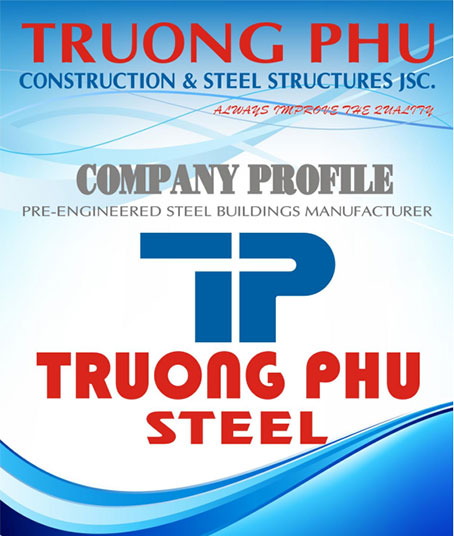 TRUONG PHU
CONSTRUCTION & STEEL STRUCTURES JSC.
ALWAYS IMPROVE THE QUALITY
COMPANY PROFILE
PRE-ENGINEERED STEEL BUILDINGS MANUFACTURER
TP
TRUONG PHU
STEEL